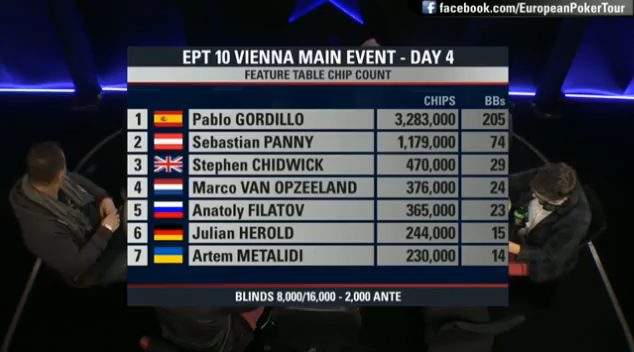 facebook.com/EuropeanPokerTour
EPT 10 VIENNA MAIN EVENT - DAY 4
FEATURE TABLE CHIP COUNT
CHIPS BBs
1 Pablo GORDILLO 3,283,000 205
2 Sebastian PANNY 1,179,000 74
3 Stephen CHIDWICK 470,000 29
4 Marco VAN OPZEELAND 376,000 24
5 Anatoly FILATOV 365,000 23
6 Julian HEROLD 244,000 15
7 Artem METALIDI 230,000 14
BLINDS 8,000/16,000 - 2,000 ANTE